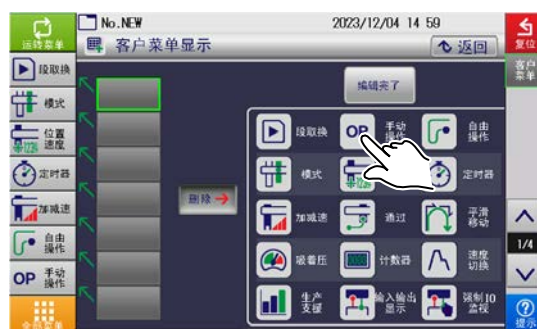 No.NEW
2023/12/04 14 59
运转菜单
客户菜单显示
返回
复位
客户
菜单
段取换
模式
位置
速度
定时器
加减速
自由
操作
OP 手动
操作
全部菜单
编辑完了
删除
段取换
OP 手动
操作
自由
操作
模式
定时器
加减速
通过
平滑
移动
吸着压
计数器
速度
切换
生产
支援
输入输出
显示
强制IO
监视
1/4
提示